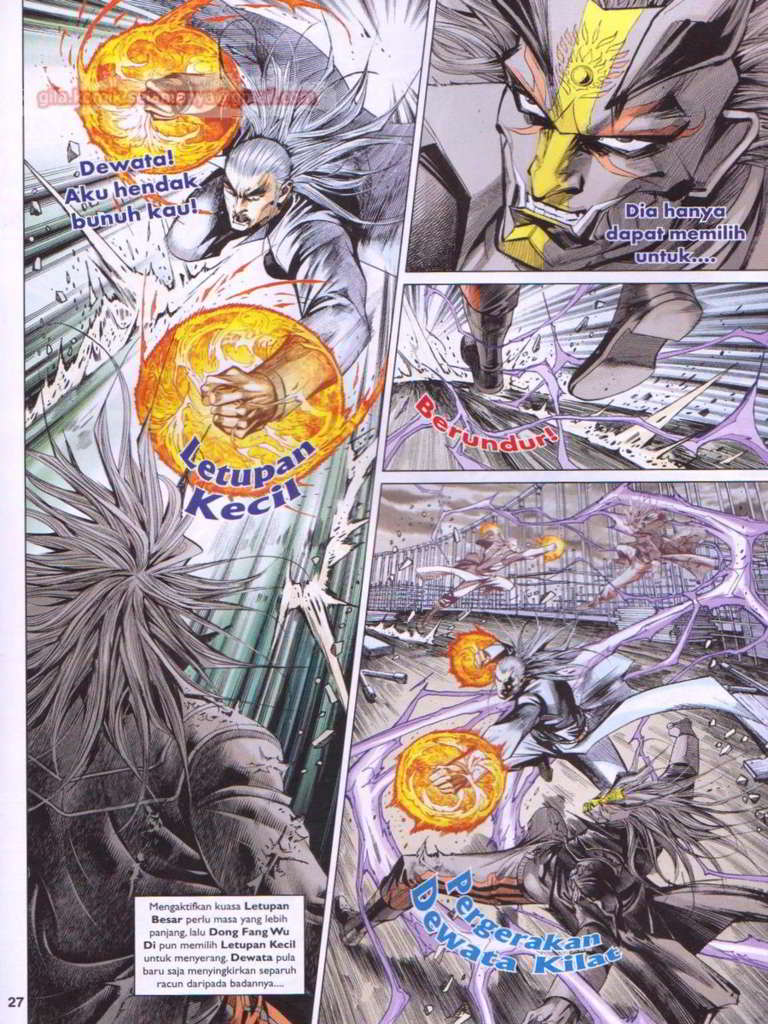 Dewata!
Aku hendak
bunuh kau!
Letupan
Kecil
Dia hanya
dapat memilih
untuk....
Berundur!
Pergerakan
Dewata Kilat
Mengaktifkan kuasa Letupan
Besar perlu masa yang lebih
panjang, lalu Dong Fang Wu
Di pun memilih Letupan Kecil
untuk menyerang. Dewata pula
baru saja menyingkirkan separuh
racun daripada badannya....
27